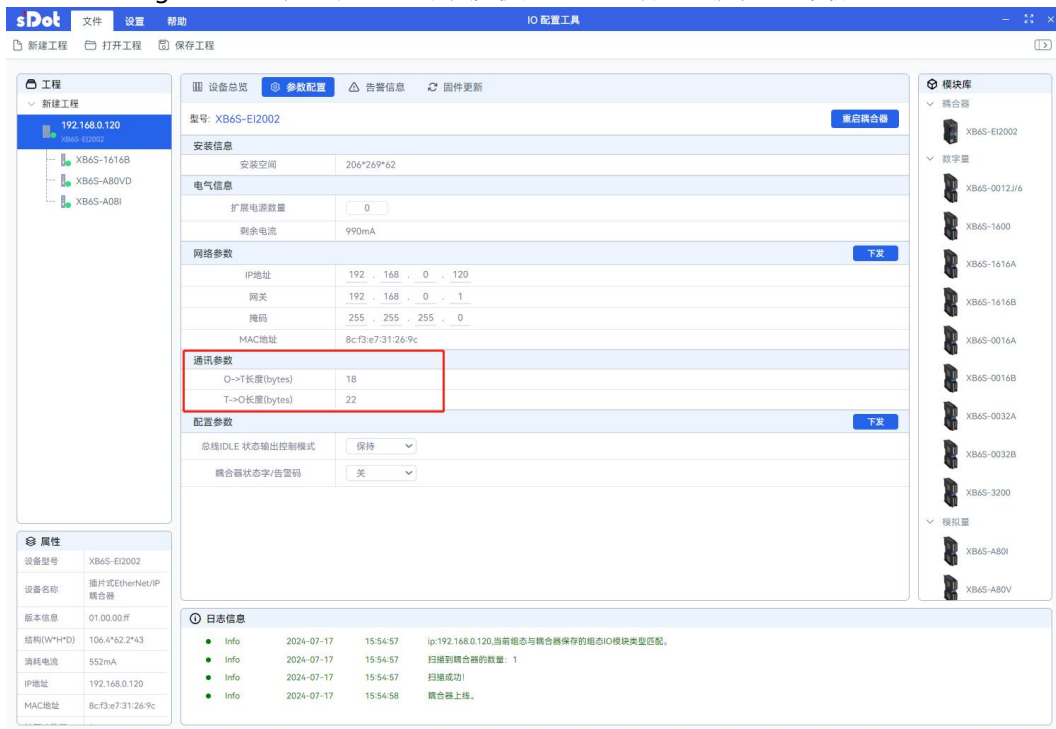 sDot 文件 设置 帮助 IO 配置工具
新建工程 打开工程 保存工程
工程
新建工程
192.168.0.120
XB6S-EI2002
XB6S-1616B
XB6S-A80VD
XB6S-A08I
设备总览 参数配置 告警信息 固件更新
型号: XB6S-EI2002 重启耦合器
安装信息
安装空间 206*269*62
电气信息
扩展电源数量 0
剩余电流 990mA
网络参数 下发
IP地址 192 . 168 . 0 . 120
网关 192 . 168 . 0 . 1
掩码 255 . 255 . 255 . 0
MAC地址 8c:f3:e7:31:26:9c
通讯参数
O->T长度(bytes) 18
T->O长度(bytes) 22
配置参数 下发
总线IDLE 状态输出控制模式 保持
耦合器状态字/告警码 关
模块库
耦合器
XB6S-EI2002
数字量
XB6S-0012J/6
XB6S-1600
XB6S-1616A
XB6S-1616B
XB6S-0016A
XB6S-0016B
XB6S-0032A
XB6S-0032B
XB6S-3200
模拟量
XB6S-A80I
XB6S-A80V
属性
设备型号 XB6S-EI2002
设备名称 插片式EtherNet/IP
耦合器
版本信息 01.00.00.ff
结构(W*H*D) 106.4*62.2*43
消耗电流 552mA
IP地址 192.168.0.120
MAC地址 8c:f3:e7:31:26:9c
日志信息
Info 2024-07-17 15:54:57 ip:192.168.0.120,当前组态与耦合器保存的组态IO模块类型匹配。
Info 2024-07-17 15:54:57 扫描到耦合器的数量: 1
Info 2024-07-17 15:54:57 扫描成功!
Info 2024-07-17 15:54:58 耦合器上线。